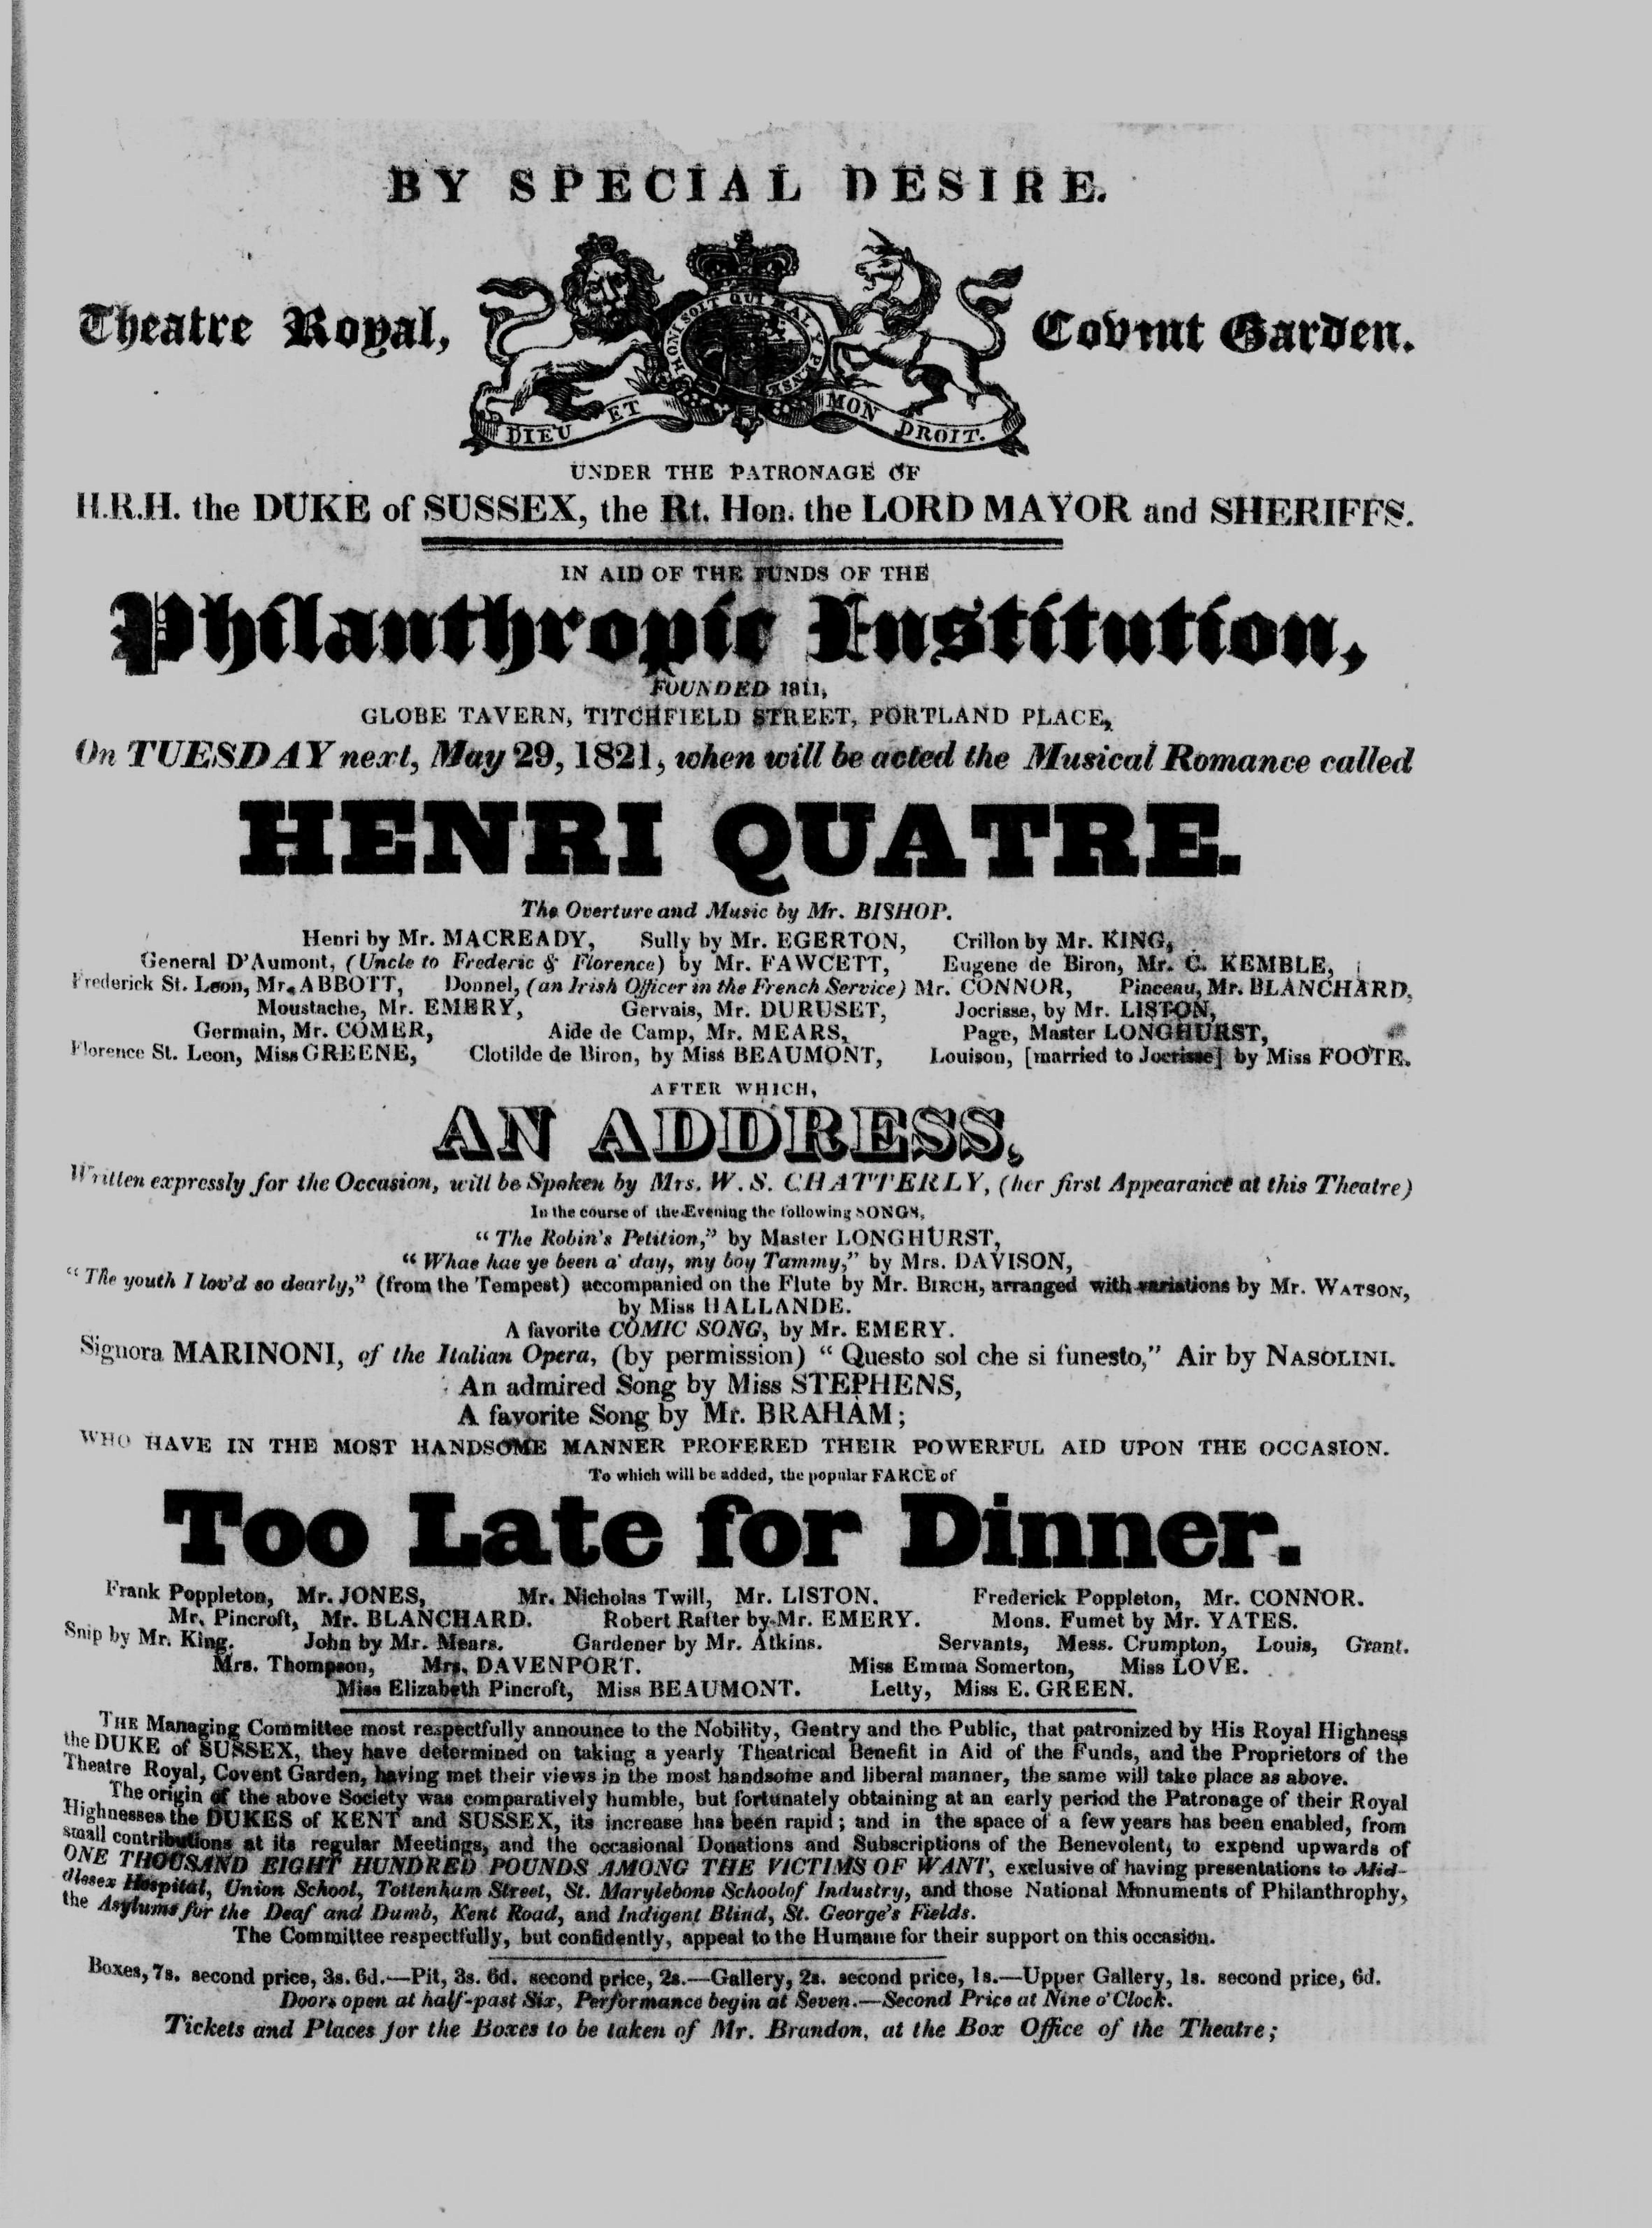 BY SPECIAL DESIRE.
Theatre Royal, Covent Garden.
HONI SOIT QUI MAL Y PENSE
DIEU ET MON DROIT.
UNDER THE PATRONAGE OF
H.R.H. the DUKE of SUSSEX, the Rt. Hon. the LORD MAYOR and SHERIFFS.
IN AID OF THE FUNDS OF THE
Philanthropic Institution,
FOUNDED 1811,
GLOBE TAVERN, TITCHFIELD STREET, PORTLAND PLACE,
On TUESDAY next, May 29, 1821, when will be acted the Musical Romance called
HENRI QUATRE.
The Overture and Music by Mr. BISHOP.
Henri by Mr. MACREADY, Sully by Mr. EGERTON, Crillon by Mr. KING,
General D'Aumont, (Uncle to Frederic & Florence) by Mr. FAWCETT, Eugene de Biron, Mr. C. KEMBLE,
Frederick St. Leon, Mr. ABBOTT, Donnel, (an Irish Officer in the French Service) Mr. CONNOR, Pinceau, Mr. BLANCHARD,
Moustache, Mr. EMERY, Gervais, Mr. DURUSET, Jocrisse, by Mr. LISTON,
Germain, Mr. COMER, Aide de Camp, Mr. MEARS, Page, Master LONGHURST,
Florence St. Leon, Miss GREENE, Clotilde de Biron, by Miss BEAUMONT, Louison, [married to Jocrisse] by Miss FOOTE.
AFTER WHICH,
AN ADDRESS,
Written expressly for the Occasion, will be Spoken by Mrs. W. S. CHATTERLY, (her first Appearance at this Theatre)
In the course of the Evening the following SONGS,
"The Robin's Petition," by Master LONGHURST,
"Whae hae ye been a' day, my boy Tammy," by Mrs. DAVISON,
"The youth I lov'd so dearly," (from the Tempest) accompanied on the Flute by Mr. BIRCH, arranged with variations by Mr. WATSON,
by Miss HALLANDE.
A favorite COMIC SONG, by Mr. EMERY.
Signora MARINONI, of the Italian Opera, (by permission) "Questo sol che si funesto," Air by NASOLINI.
An admired Song by Miss STEPHENS,
A favorite Song by Mr. BRAHAM;
WHO HAVE IN THE MOST HANDSOME MANNER PROFERED THEIR POWERFUL AID UPON THE OCCASION.
To which will be added, the popular FARCE of
Too Late for Dinner.
Frank Poppleton, Mr. JONES, Mr. Nicholas Twill, Mr. LISTON. Frederick Poppleton, Mr. CONNOR.
Mr. Pincroft, Mr. BLANCHARD. Robert Rafter by Mr. EMERY. Mons. Fumet by Mr. YATES.
Snip by Mr. King. John by Mr. Mears. Gardener by Mr. Atkins. Servants, Mess. Crumpton, Louis, Grant.
Mrs. Thompson, Mrs. DAVENPORT. Miss Emma Somerton, Miss LOVE.
Miss Elizabeth Pincroft, Miss BEAUMONT. Letty, Miss E. GREEN.
THE Managing Committee most respectfully announce to the Nobility, Gentry and the Public, that patronized by His Royal Highness
the DUKE of SUSSEX, they have determined on taking a yearly Theatrical Benefit in Aid of the Funds, and the Proprietors of the
Theatre Royal, Covent Garden, having met their views in the most handsome and liberal manner, the same will take place as above.
The origin of the above Society was comparatively humble, but fortunately obtaining at an early period the Patronage of their Royal
Highnesses the DUKES of KENT and SUSSEX, its increase has been rapid; and in the space of a few years has been enabled, from
small contributions at its regular Meetings, and the occasional Donations and Subscriptions of the Benevolent, to expend upwards of
ONE THOUSAND EIGHT HUNDRED POUNDS AMONG THE VICTIMS OF WANT, exclusive of having presentations to Mid-
dlesex Hospital, Union School, Tottenham Street, St. Marylebone School of Industry, and those National Monuments of Philanthrophy,
the Asylums for the Deaf and Dumb, Kent Road, and Indigent Blind, St. George's Fields.
The Committee respectfully, but confidently, appeal to the Humane for their support on this occasion.
Boxes, 7s. second price, 3s. 6d.—Pit, 3s. 6d. second price, 2s.—Gallery, 2s. second price, 1s.—Upper Gallery, 1s. second price, 6d.
Doors open at half-past Six, Performance begin at Seven.—Second Price at Nine o'Clock.
Tickets and Places for the Boxes to be taken of Mr. Brandon, at the Box Office of the Theatre;